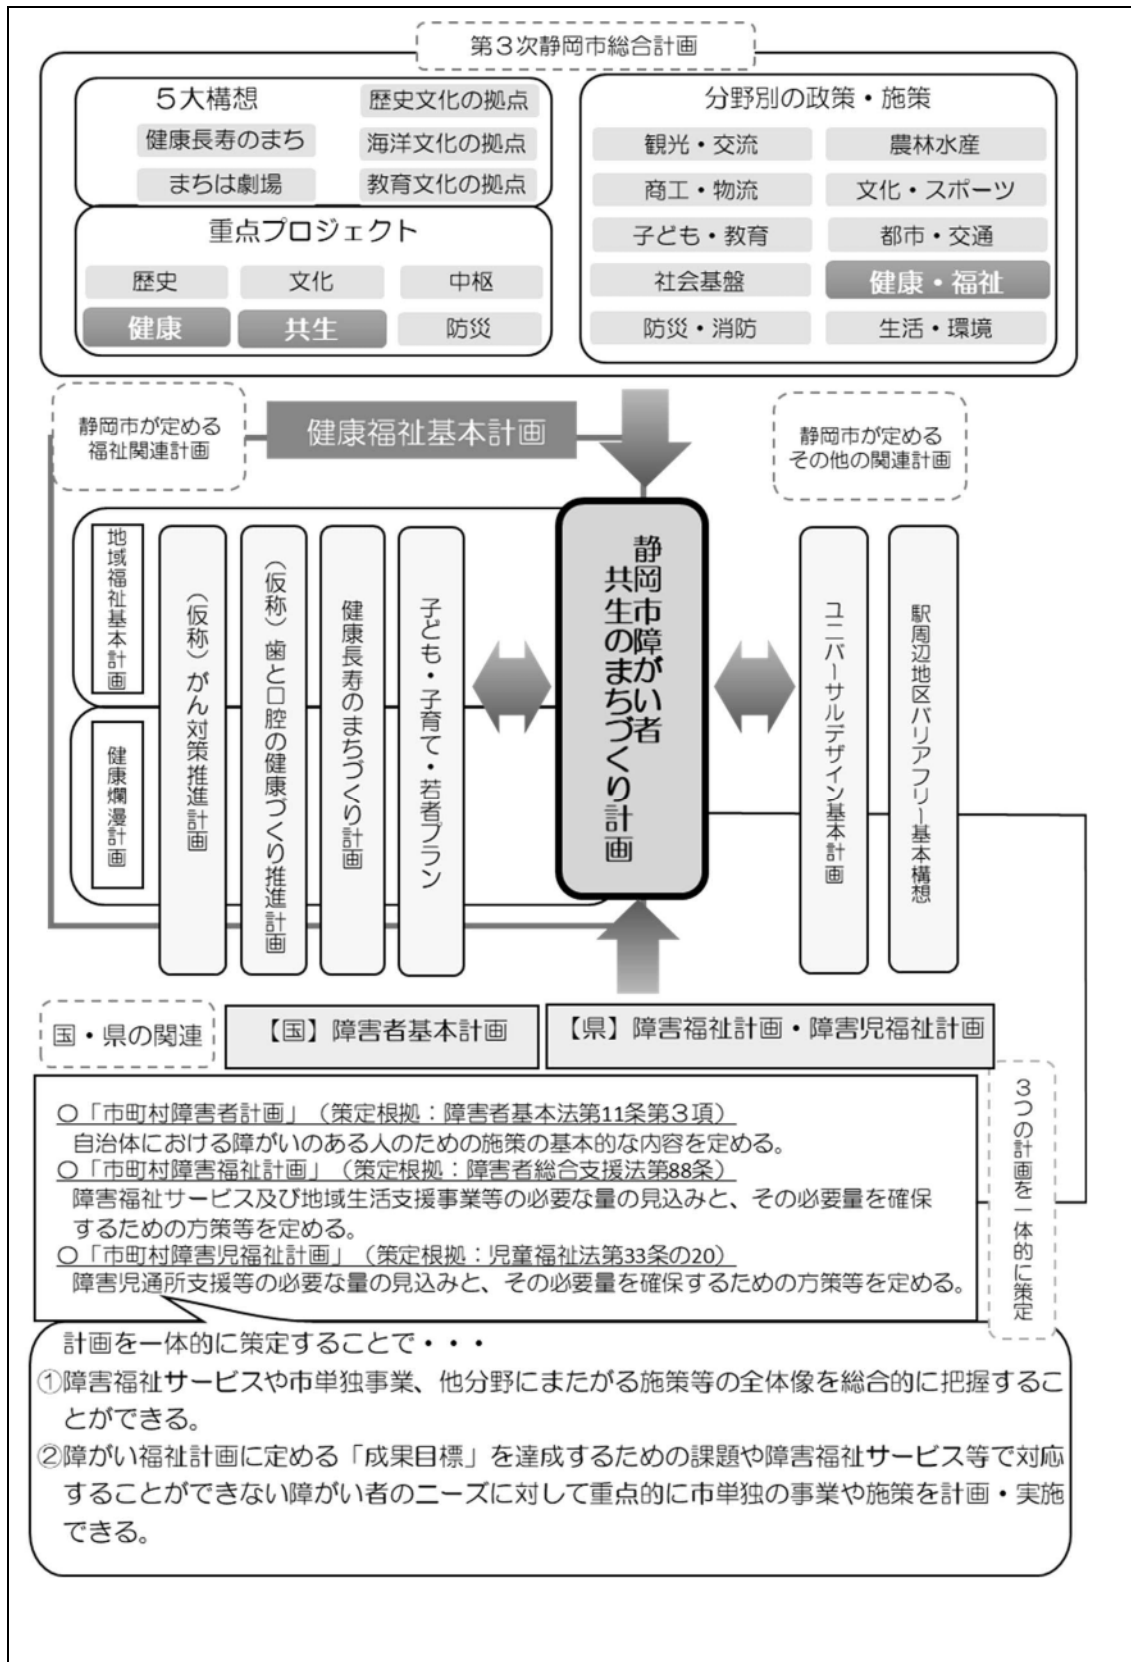 第3次静岡市総合計画
5大構想
健康長寿のまち
まちは劇場
歴史文化の拠点
海洋文化の拠点
教育文化の拠点
重点プロジェクト
歴史
文化
中枢
健康
共生
防災
分野別の政策・施策
観光・交流
農林水産
商工・物流
文化・スポーツ
子ども・教育
都市・交通
社会基盤
健康・福祉
防災・消防
生活・環境
静岡市が定める
福祉関連計画
健康福祉基本計画
静岡市が定める
その他の関連計画
地域福祉基本計画
健康爛漫計画
(仮称)がん対策推進計画
(仮称)歯と口腔の健康づくり推進計画
健康長寿のまちづくり計画
子ども・子育て・若者プラン
静岡市障がい者
共生のまちづくり計画
ユニバーサルデザイン基本計画
駅周辺地区バリアフリー基本構想
国・県の関連
【国】障害者基本計画
【県】障害福祉計画・障害児福祉計画
3つの計画を一体的に策定
○「市町村障害者計画」(策定根拠:障害者基本法第11条第3項)
自治体における障がいのある人のための施策の基本的な内容を定める。
○「市町村障害福祉計画」(策定根拠:障害者総合支援法第88条)
障害福祉サービス及び地域生活支援事業等の必要な量の見込みと、その必要量を確保
するための方策等を定める。
○「市町村障害児福祉計画」(策定根拠:児童福祉法第33条の20)
障害児通所支援等の必要な量の見込みと、その必要量を確保するための方策等を定める。
計画を一体的に策定することで・・・
①障害福祉サービスや市単独事業、他分野にまたがる施策等の全体像を総合的に把握するこ
とができる。
②障がい福祉計画に定める「成果目標」を達成するための課題や障害福祉サービス等で対応
することができない障がい者のニーズに対して重点的に市単独の事業や施策を計画・実施
できる。